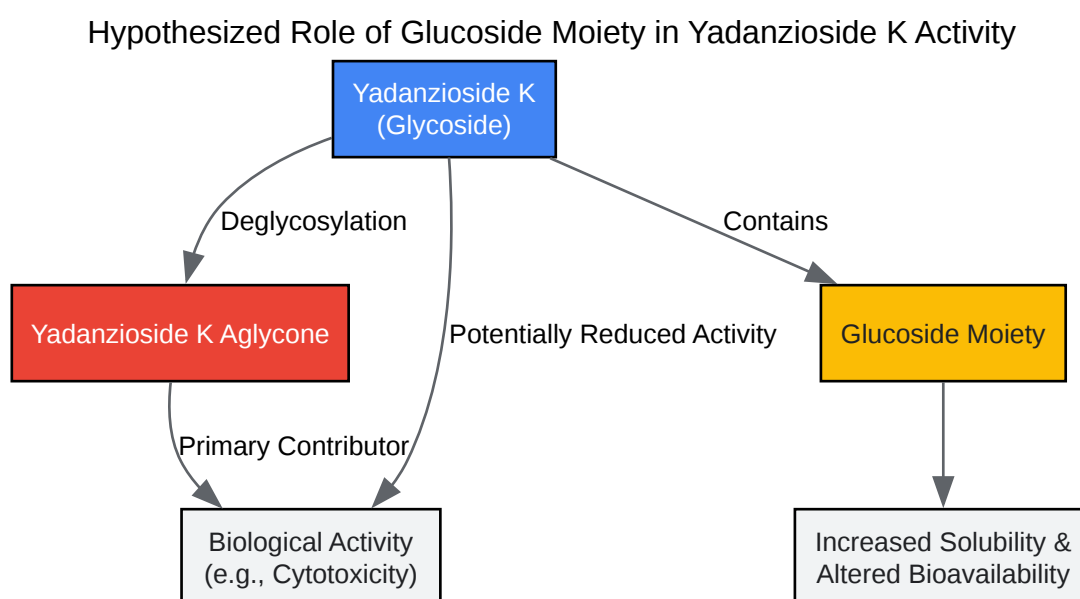 Hypothesized Role of Glucoside Moiety in Yadanzioside K Activity
Yadanzioside K
(Glycoside)
Deglycosylation
Contains
Yadanzioside K Aglycone
Potentially Reduced Activity
Glucoside Moiety
Primary Contributor
Biological Activity
(e.g., Cytotoxicity)
Increased Solubility &
Altered Bioavailability